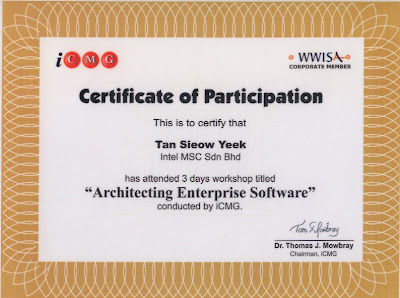 iCMG
WWISA
CORPORATE MEMBER
Certificate of Participation
This is to certify that
Tan Sieow Yeek
Intel MSC Sdn Bhd
has attended 3 days workshop titled
“Architecting Enterprise Software”
conducted by iCMG.
Tom Mowbray
Dr. Thomas J. Mowbray
Chairman, iCMG